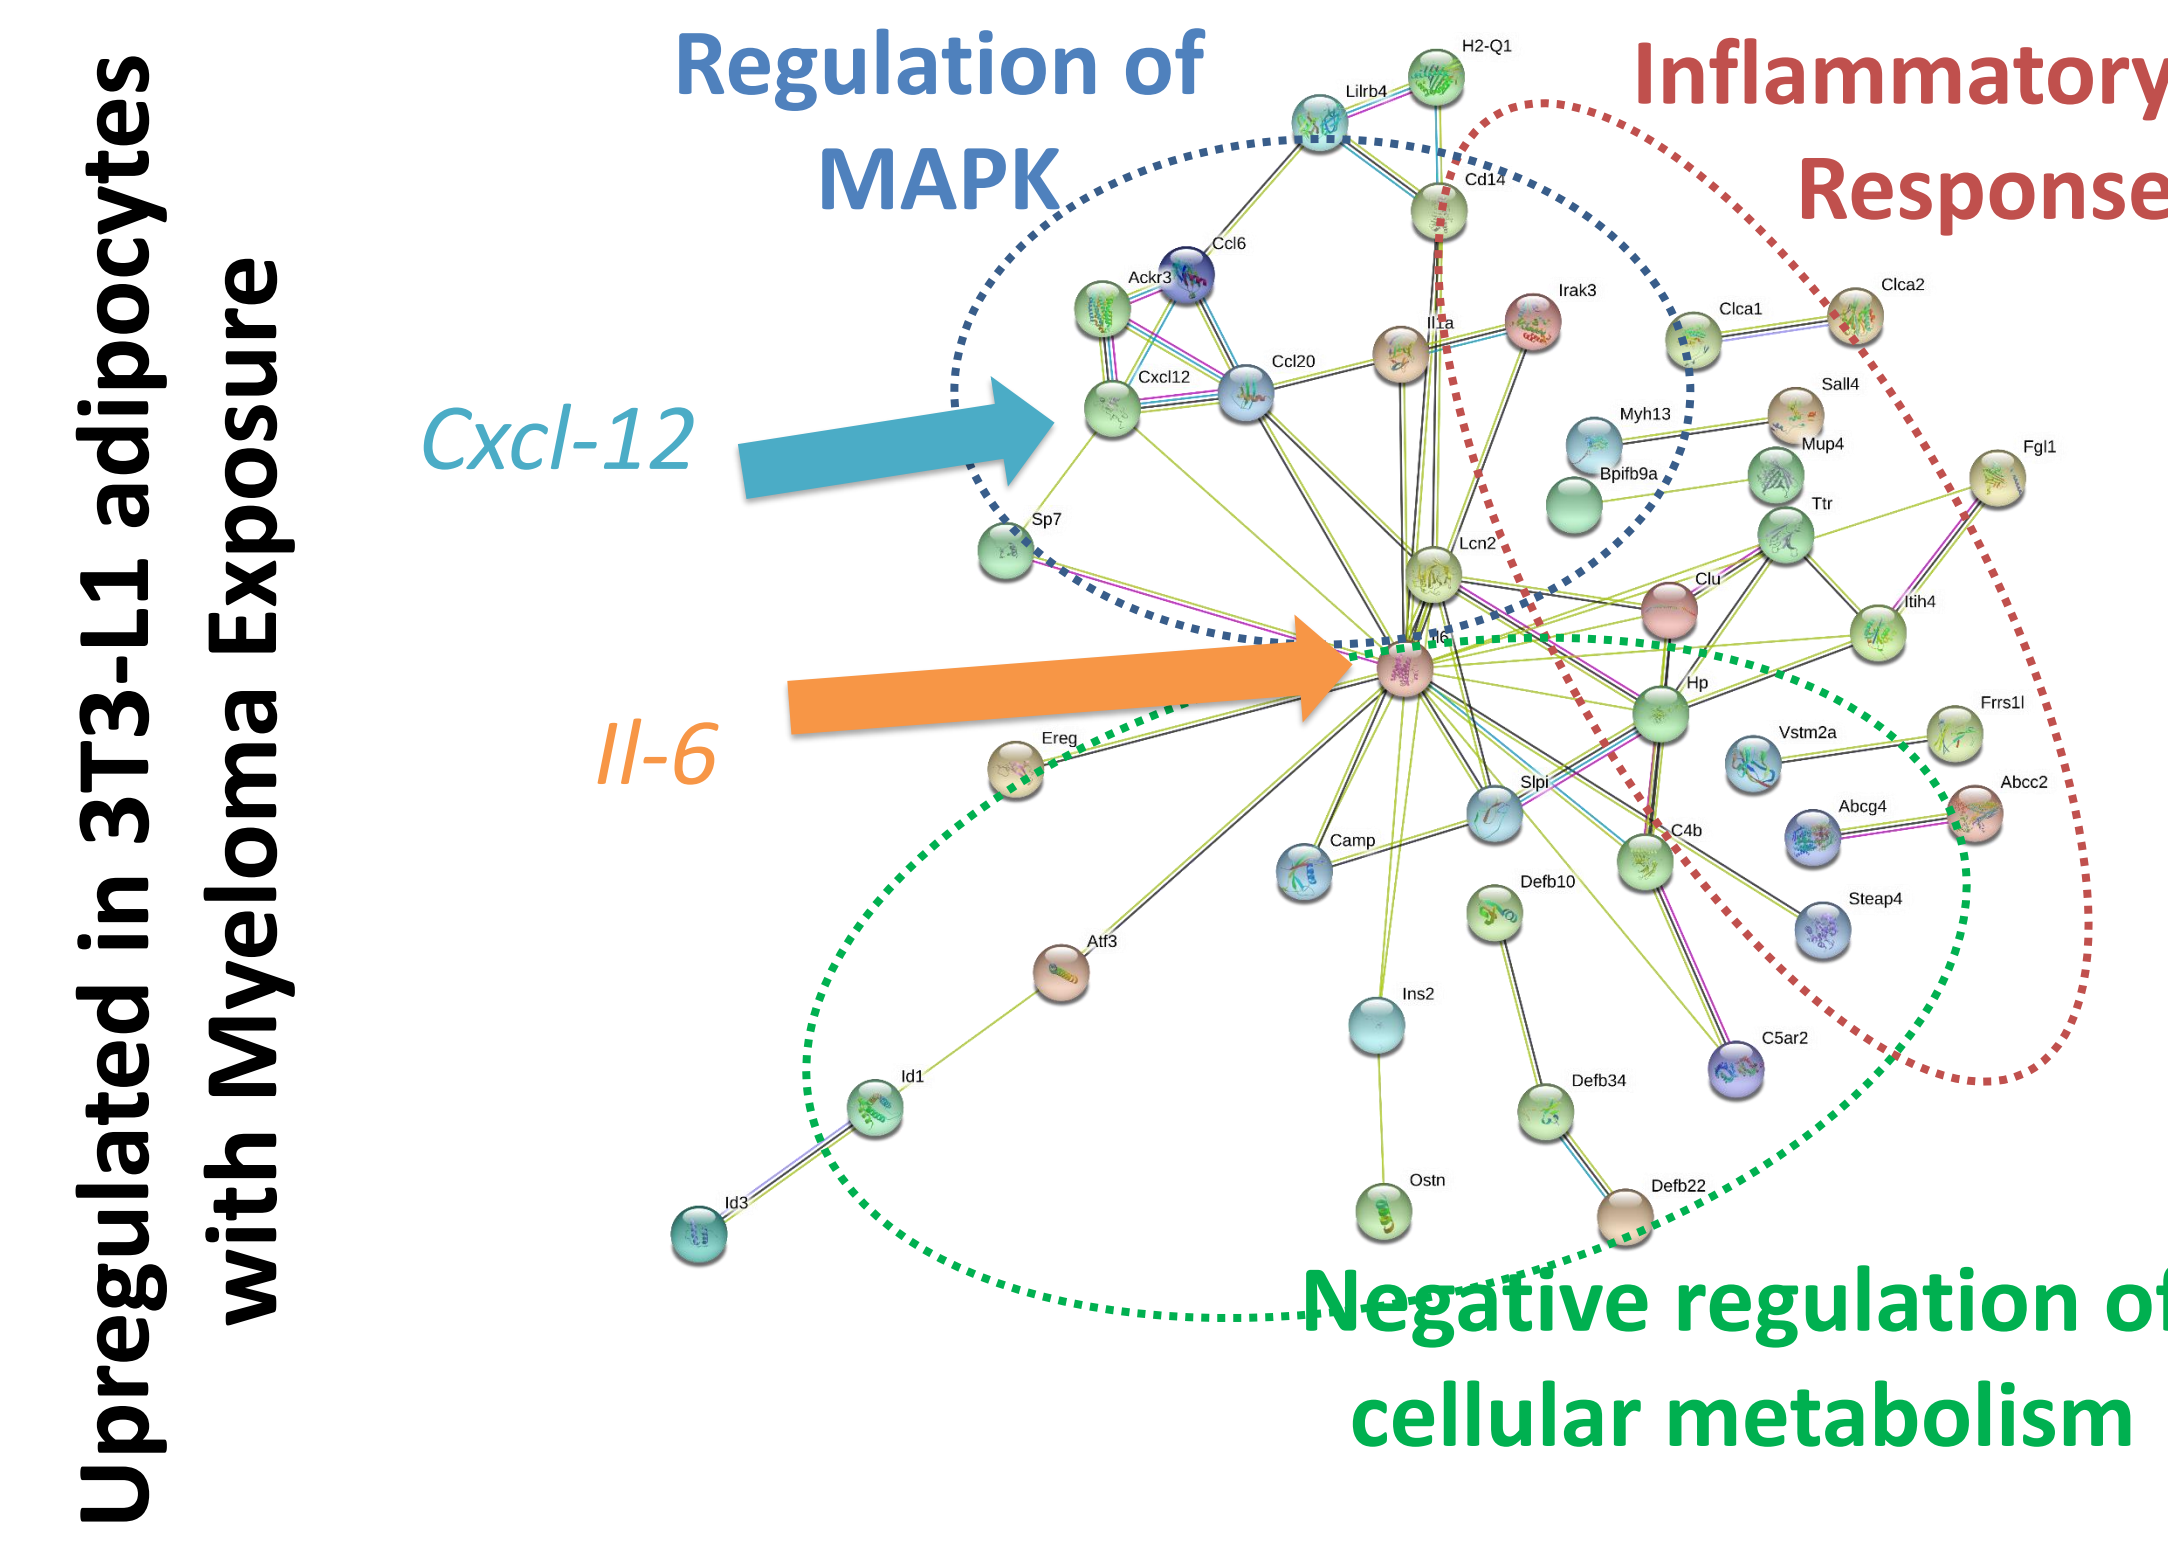 Upregulated in 3T3-L1 adipocytes
with Myeloma Exposure
Regulation of
MAPK
Inflammatory
Response
H2-Q1
Lilrb4
Cd14
Ccl6
Ackr3
Irak3
Clca2
Clca1
Il1a
Ccl20
Cxcl12
Cxcl-12
Sall4
Myh13
Mup4
Fgl1
Bpifb9a
Ttr
Sp7
Lcn2
Clu
Itih4
Il6
Hp
Frrs1l
Vstm2a
Il-6
Ereg
Slpi
Abcc2
Abcg4
C4b
Camp
Defb10
Steap4
Atf3
Ins2
C5ar2
Id1
Defb34
Ostn
Defb22
Id3
Negative regulation of
cellular metabolism